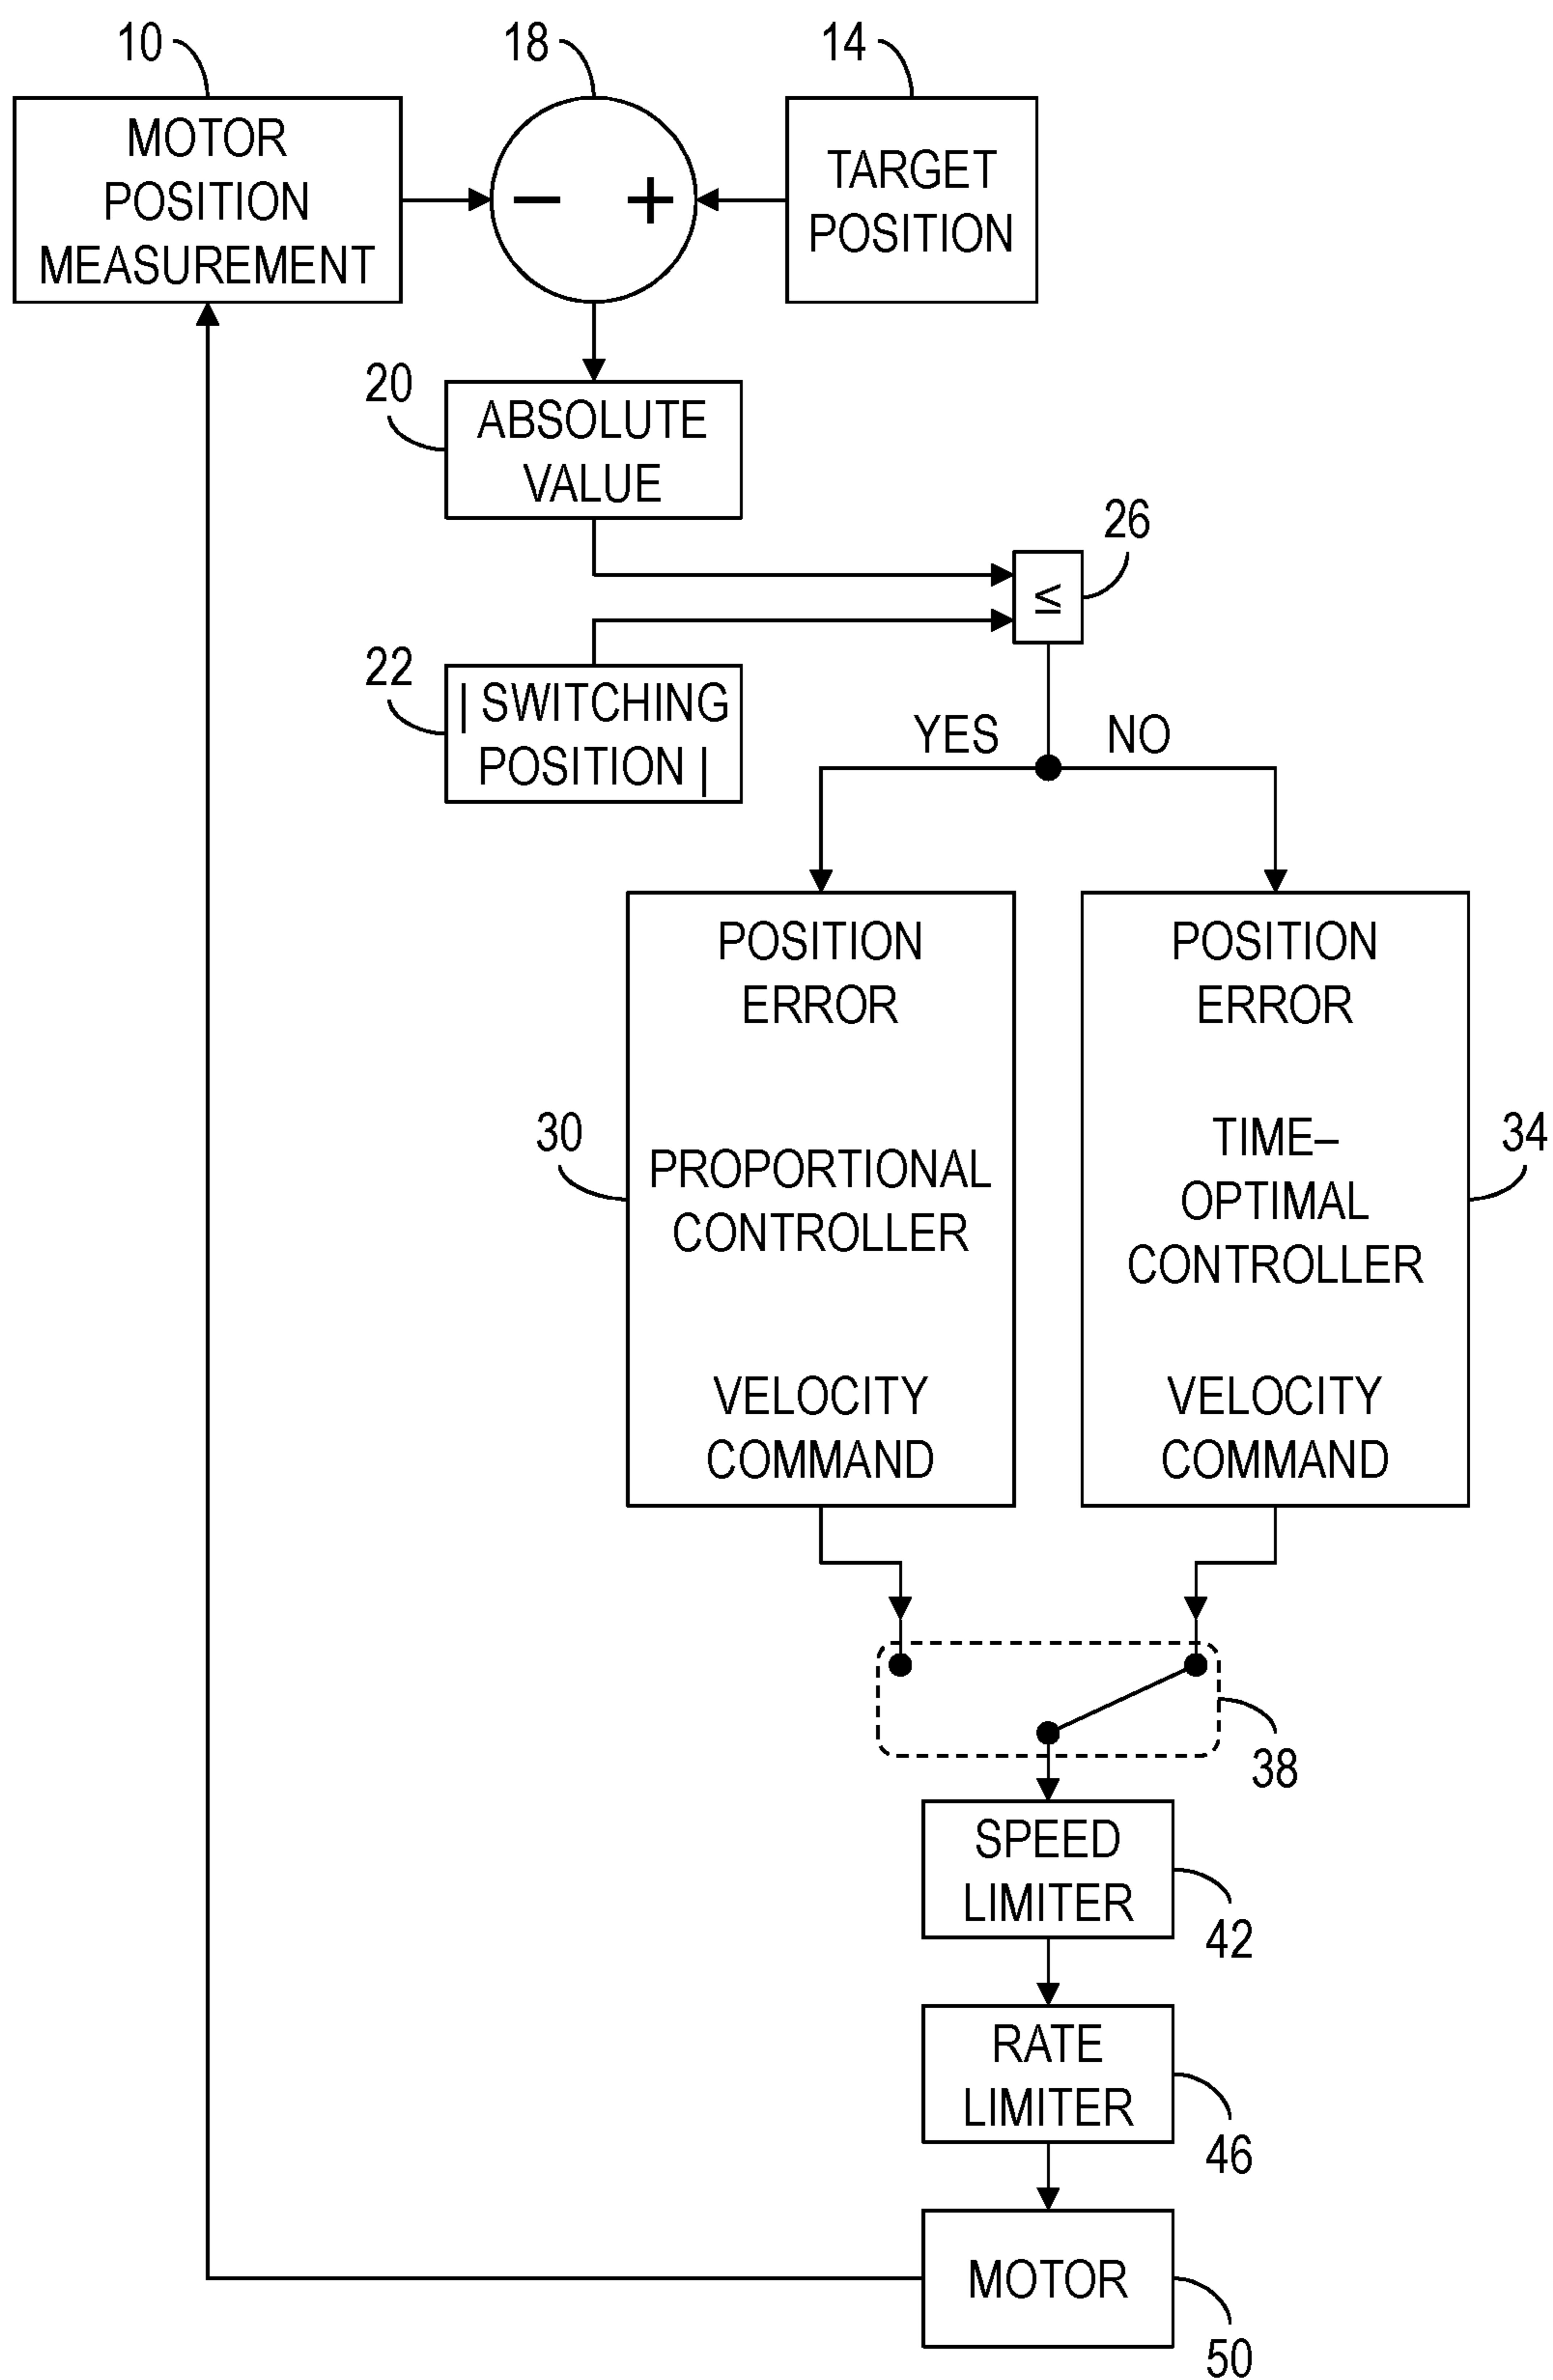 10
18
14
MOTOR
POSITION
MEASUREMENT
− +
TARGET
POSITION
20
ABSOLUTE
VALUE
26
≤
22
| SWITCHING
POSITION |
YES
NO
POSITION
ERROR
PROPORTIONAL
CONTROLLER
VELOCITY
COMMAND
30
POSITION
ERROR
TIME–
OPTIMAL
CONTROLLER
VELOCITY
COMMAND
34
38
SPEED
LIMITER
42
RATE
LIMITER
46
MOTOR
50